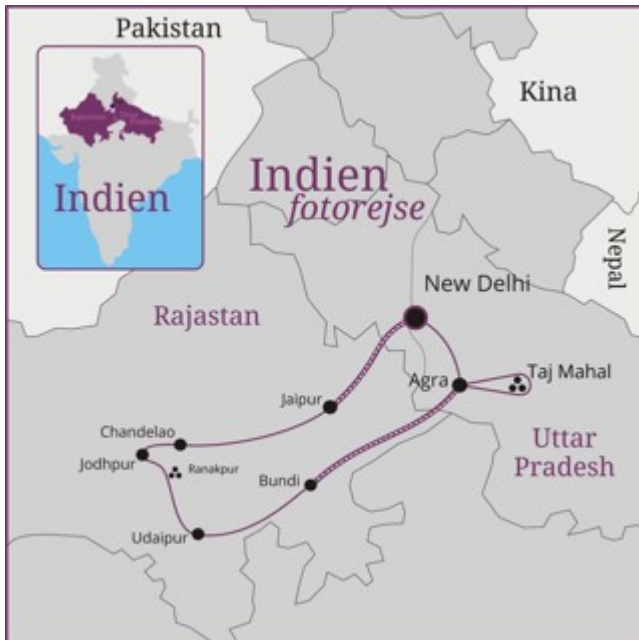 Pakistan
Kina
Indien
Indien
fotorejse
Nepal
New Delhi
Rajastan
Agra
Taj Mahal
Jaipur
Chandelao
Jodhpur
Ranakpur
Bundi
Uttar
Pradesh
Udaipur